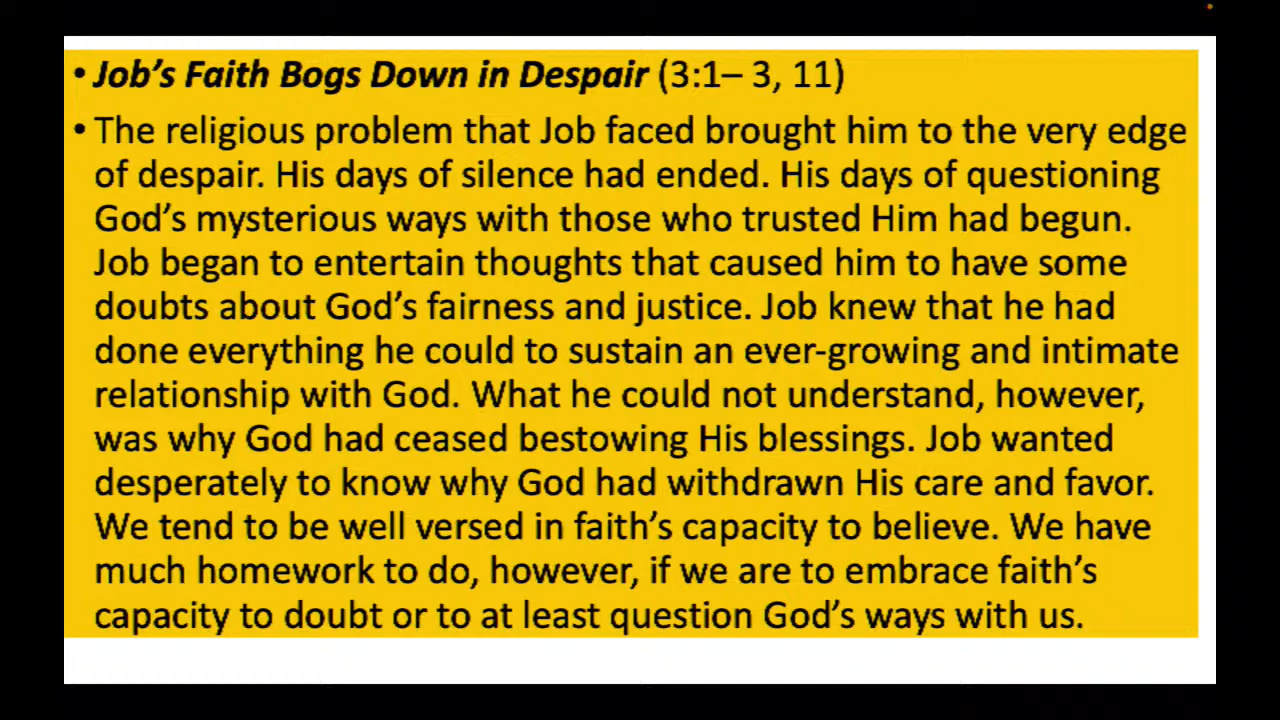 • Job's Faith Bogs Down in Despair (3:1– 3, 11)
• The religious problem that Job faced brought him to the very edge
of despair. His days of silence had ended. His days of questioning
God's mysterious ways with those who trusted Him had begun.
Job began to entertain thoughts that caused him to have some
doubts about God's fairness and justice. Job knew that he had
done everything he could to sustain an ever-growing and intimate
relationship with God. What he could not understand, however,
was why God had ceased bestowing His blessings. Job wanted
desperately to know why God had withdrawn His care and favor.
We tend to be well versed in faith's capacity to believe. We have
much homework to do, however, if we are to embrace faith's
capacity to doubt or to at least question God's ways with us.